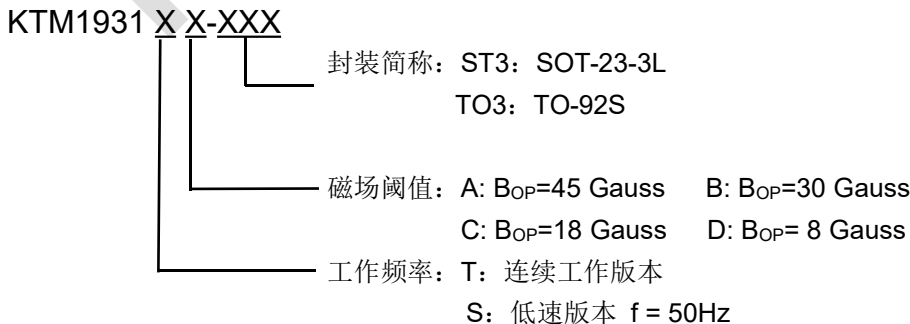 KTM1931 X X-XXX
封装简称：ST3：SOT-23-3L
TO3：TO-92S
磁场阈值：A: BOP=45 Gauss B: BOP=30 Gauss
C: BOP=18 Gauss D: BOP= 8 Gauss
工作频率：T：连续工作版本
S：低速版本 f = 50Hz